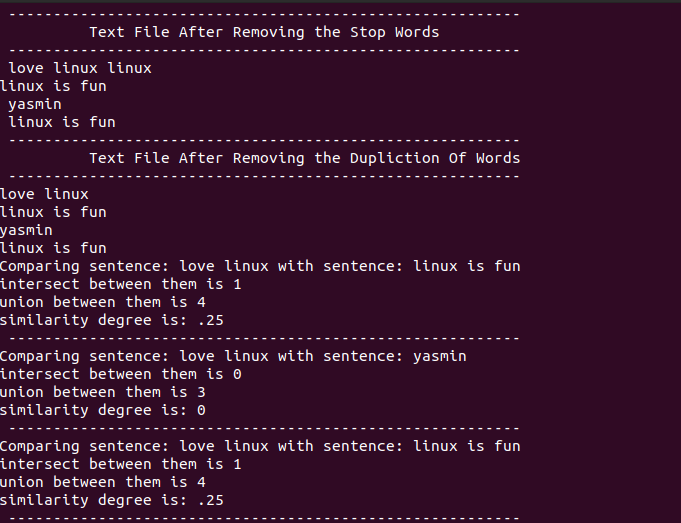 ---------------------------------------------------------
Text File After Removing the Stop Words
---------------------------------------------------------
love linux linux
linux is fun
yasmin
linux is fun
---------------------------------------------------------
Text File After Removing the Dupliction Of Words
---------------------------------------------------------
love linux
linux is fun
yasmin
linux is fun
Comparing sentence: love linux with sentence: linux is fun
intersect between them is 1
union between them is 4
similarity degree is: .25
---------------------------------------------------------
Comparing sentence: love linux with sentence: yasmin
intersect between them is 0
union between them is 3
similarity degree is: 0
---------------------------------------------------------
Comparing sentence: love linux with sentence: linux is fun
intersect between them is 1
union between them is 4
similarity degree is: .25
---------------------------------------------------------